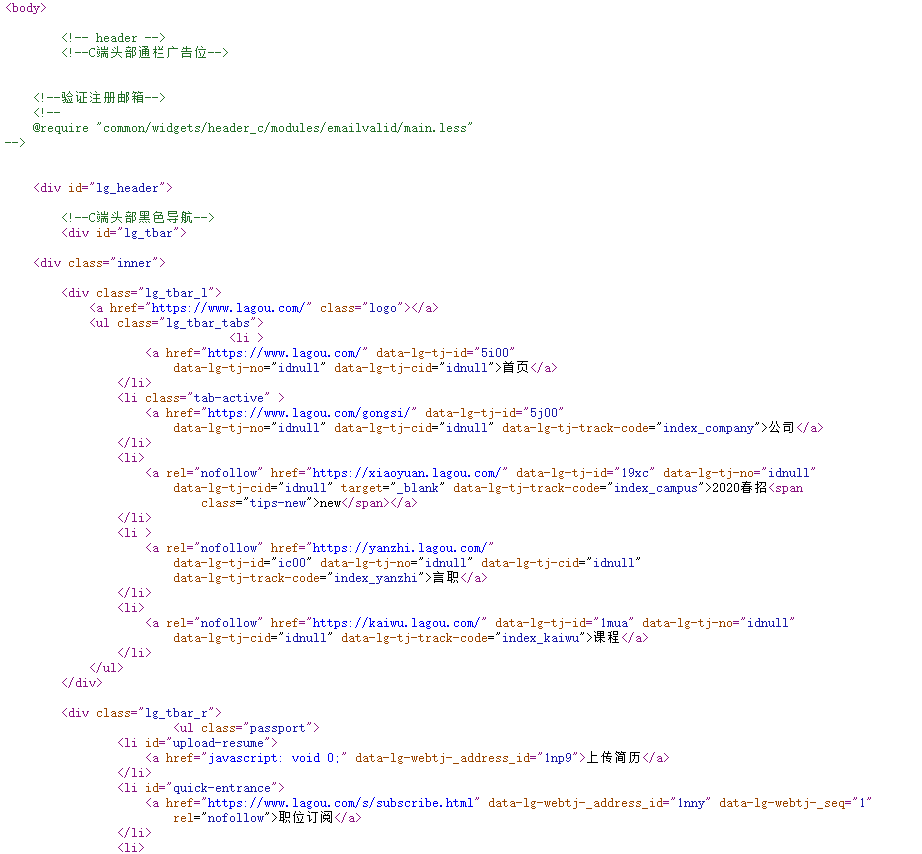 <body>
<!-- header -->
<!--C端头部通栏广告位-->
<!--验证注册邮箱-->
<!--
@require "common/widgets/header_c/modules/emailvalid/main.less"
-->
<div id="lg_header">
<!--C端头部黑色导航-->
<div id="lg_tbar">
<div class="inner">
<div class="lg_tbar_l">
<a href="https://www.lagou.com/" class="logo"></a>
<ul class="lg_tbar_tabs">
<li >
<a href="https://www.lagou.com/" data-lg-tj-id="5i00"
data-lg-tj-no="idnull" data-lg-tj-cid="idnull">首页</a>
</li>
<li class="tab-active" >
<a href="https://www.lagou.com/gongsi/" data-lg-tj-id="5j00"
data-lg-tj-no="idnull" data-lg-tj-cid="idnull" data-lg-tj-track-code="index_company">公司</a>
</li>
<li>
<a rel="nofollow" href="https://xiaoyuan.lagou.com/" data-lg-tj-id="19xc" data-lg-tj-no="idnull"
data-lg-tj-cid="idnull" target="_blank" data-lg-tj-track-code="index_campus">2020春招<span
class="tips-new">new</span></a>
</li>
<li >
<a rel="nofollow" href="https://yanzhi.lagou.com/"
data-lg-tj-id="ic00" data-lg-tj-no="idnull" data-lg-tj-cid="idnull"
data-lg-tj-track-code="index_yanzhi">言职</a>
</li>
<li>
<a rel="nofollow" href="https://kaiwu.lagou.com/" data-lg-tj-id="1mua" data-lg-tj-no="idnull"
data-lg-tj-cid="idnull" data-lg-tj-track-code="index_kaiwu">课程</a>
</li>
</ul>
</div>
<div class="lg_tbar_r">
<ul class="passport">
<li id="upload-resume">
<a href="javascript: void 0;" data-lg-webtj-_address_id="1np9">上传简历</a>
</li>
<li id="quick-entrance">
<a href="https://www.lagou.com/s/subscribe.html" data-lg-webtj-_address_id="1nny" data-lg-webtj-_seq="1"
rel="nofollow">职位订阅</a>
</li>
<li>